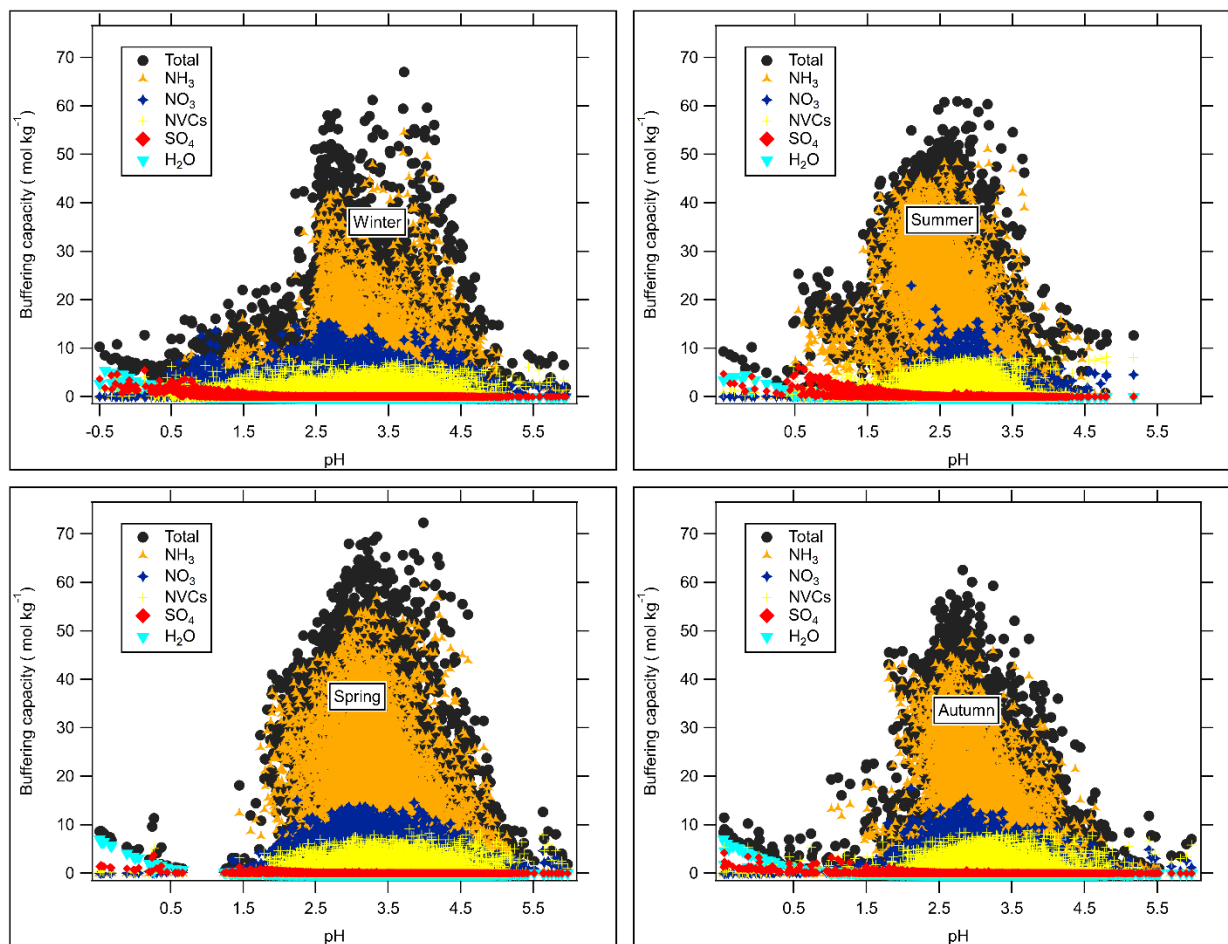 70
60
50
40
30
20
10
0
Buffering capacity ( mol kg⁻¹)
Total
NH₃
NO₃
NVCs
SO₄
H₂O
Winter
-0.5 0.5 1.5 2.5 3.5 4.5 5.5
pH
70
60
50
40
30
20
10
0
Buffering capacity ( mol kg⁻¹)
Total
NH₃
NO₃
NVCs
SO₄
H₂O
Summer
0.5 1.5 2.5 3.5 4.5 5.5
pH
70
60
50
40
30
20
10
0
Buffering capacity ( mol kg⁻¹)
Total
NH₃
NO₃
NVCs
SO₄
H₂O
Spring
0.5 1.5 2.5 3.5 4.5 5.5
pH
70
60
50
40
30
20
10
0
Buffering capacity ( mol kg⁻¹)
Total
NH₃
NO₃
NVCs
SO₄
H₂O
Autumn
0.5 1.5 2.5 3.5 4.5 5.5
pH